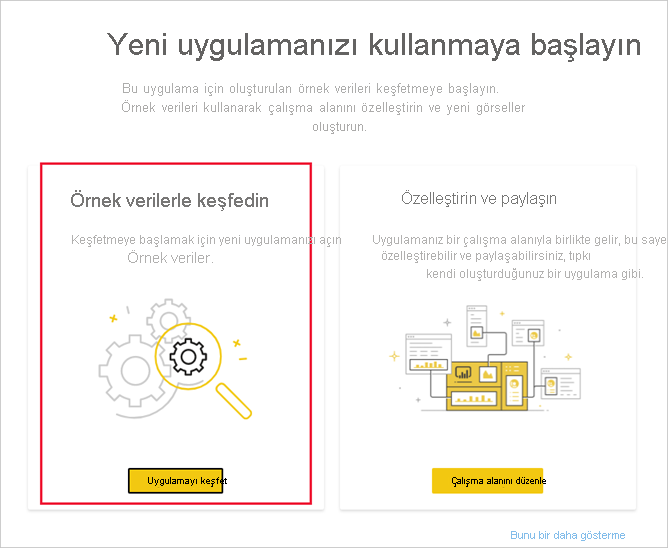 Yeni uygulamanızı kullanmaya başlayın
Bu uygulama için oluşturulan örnek verileri keşfetmeye başlayın.
Örnek verileri kullanarak çalışma alanını özelleştirin ve yeni görseller
oluşturun.
Örnek verilerle keşfedin
Keşfetmeye başlamak için yeni uygulamanızı açın
Örnek veriler.
Uygulamayı keşfet
Özelleştirin ve paylaşın
Uygulamanız bir çalışma alanıyla birlikte gelir, bu saye
özelleştirebilir ve paylaşabilirsiniz, tıpkı
kendi oluşturduğunuz bir uygulama gibi.
Çalışma alanını düzenle
Bunu bir daha gösterme